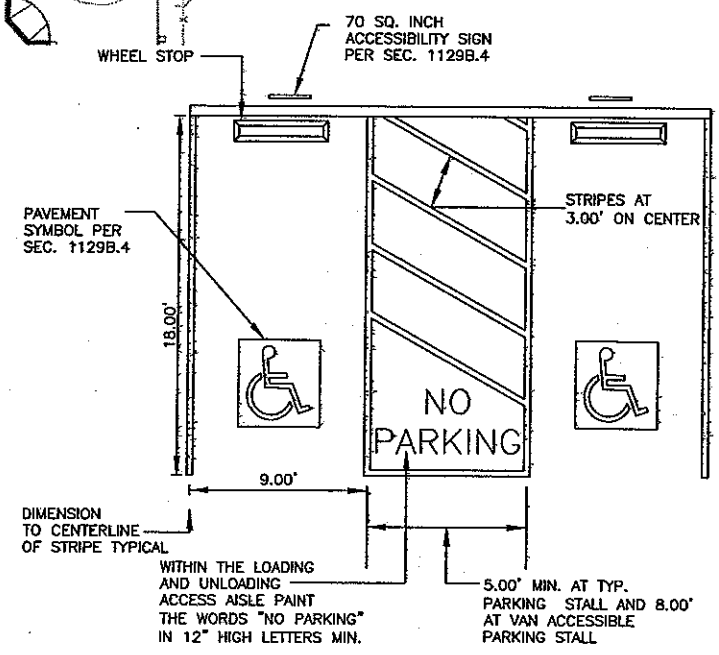 70 SQ. INCH
ACCESSIBILITY SIGN
PER SEC. 1129B.4
WHEEL STOP
STRIPES AT
3.00' ON CENTER
PAVEMENT
SYMBOL PER
SEC. 1129B.4
18.00'
NO
PARKING
9.00'
DIMENSION
TO CENTERLINE
OF STRIPE TYPICAL
WITHIN THE LOADING
AND UNLOADING
ACCESS AISLE PAINT
THE WORDS "NO PARKING"
IN 12" HIGH LETTERS MIN.
5.00' MIN. AT TYP.
PARKING STALL AND 8.00'
AT VAN ACCESSIBLE
PARKING STALL